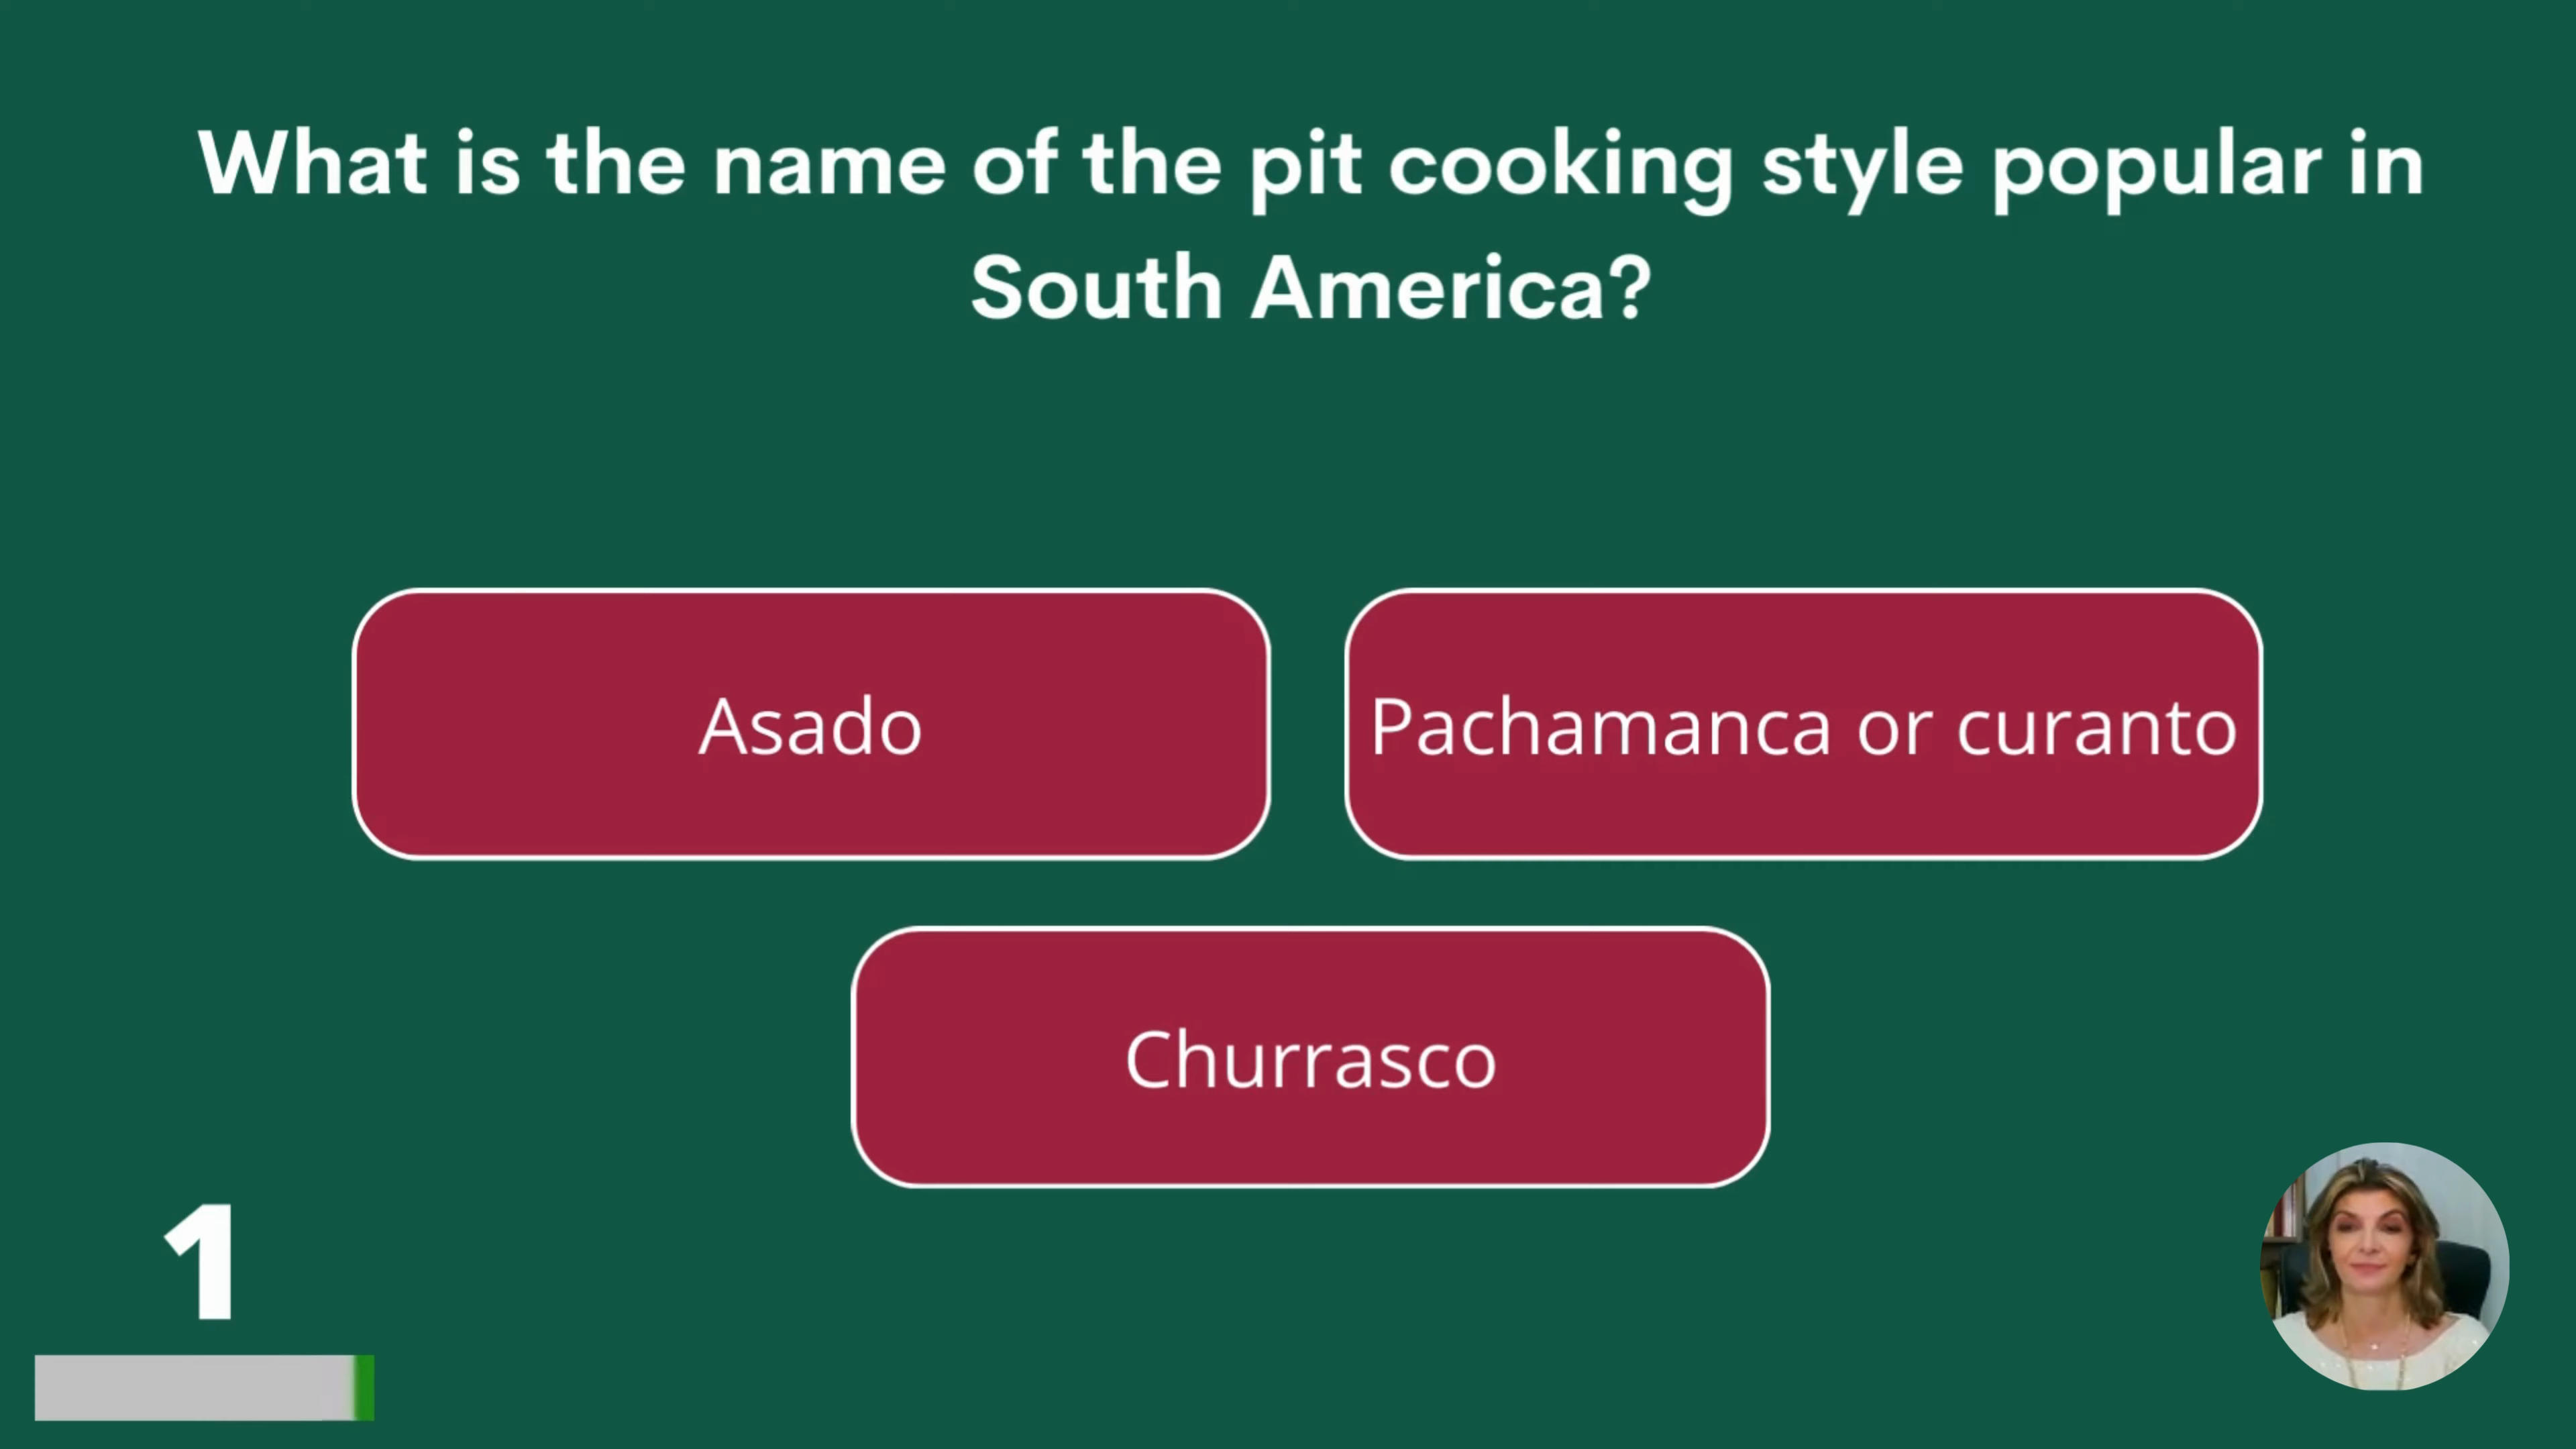 What is the name of the pit cooking style popular in
South America?
Asado
Pachamanca or curanto
Churrasco
1